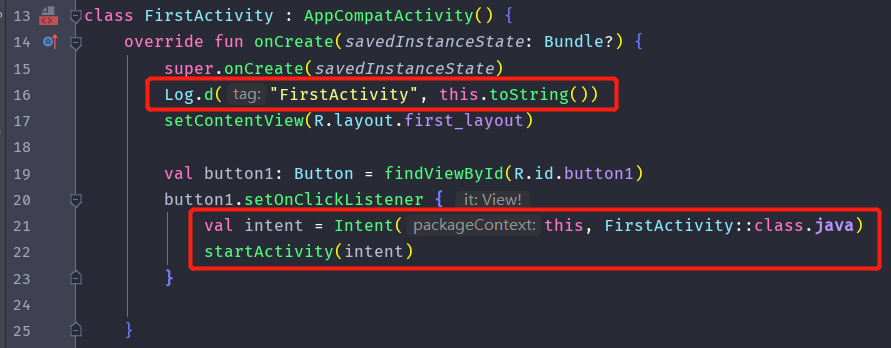 13 class FirstActivity : AppCompatActivity() {
14 override fun onCreate(savedInstanceState: Bundle?) {
15 super.onCreate(savedInstanceState)
16 Log.d( tag: "FirstActivity", this.toString())
17 setContentView(R.layout.first_layout)
18
19 val button1: Button = findViewById(R.id.button1)
20 button1.setOnClickListener { it: View!
21 val intent = Intent( packageContext: this, FirstActivity::class.java)
22 startActivity(intent)
23 }
24
25 }